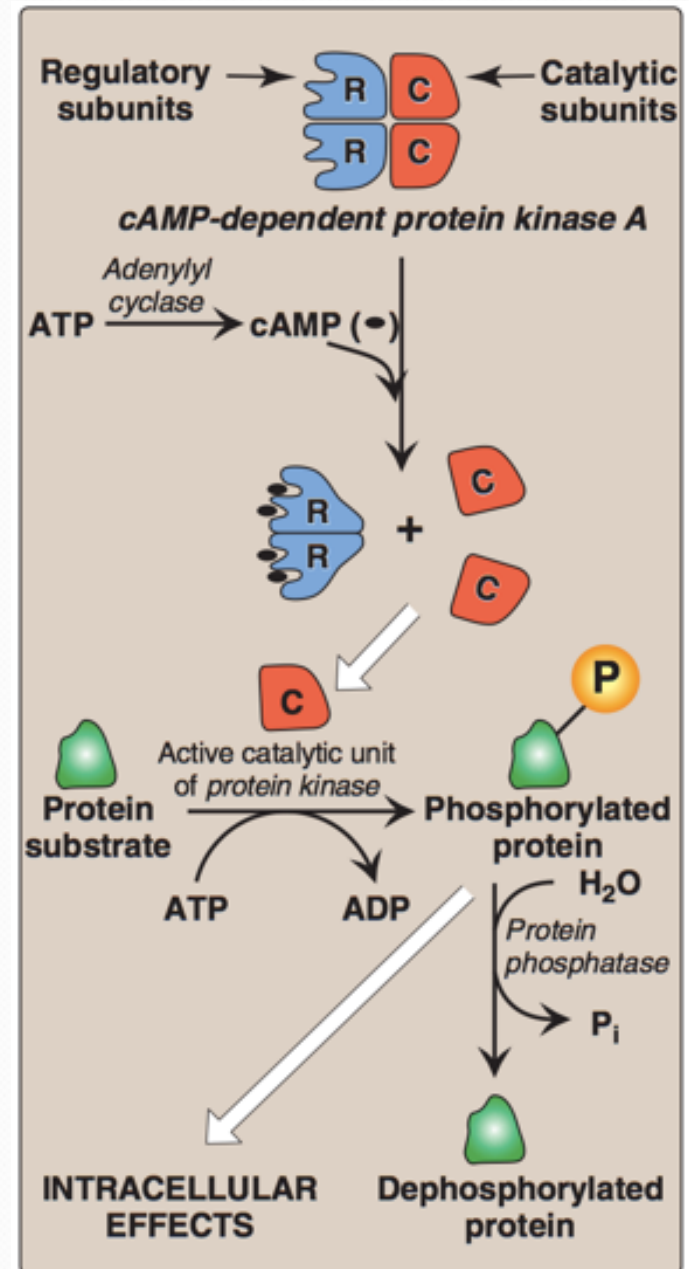 Regulatory
subunits
R
C
R
C
Catalytic
subunits
cAMP-dependent protein kinase A
Adenylyl
cyclase
ATP
cAMP (•)
R
R
+
C
C
C
P
Active catalytic unit
of protein kinase
Protein
substrate
Phosphorylated
protein
ATP
ADP
H₂O
Protein
phosphatase
Pᵢ
INTRACELLULAR
EFFECTS
Dephosphorylated
protein